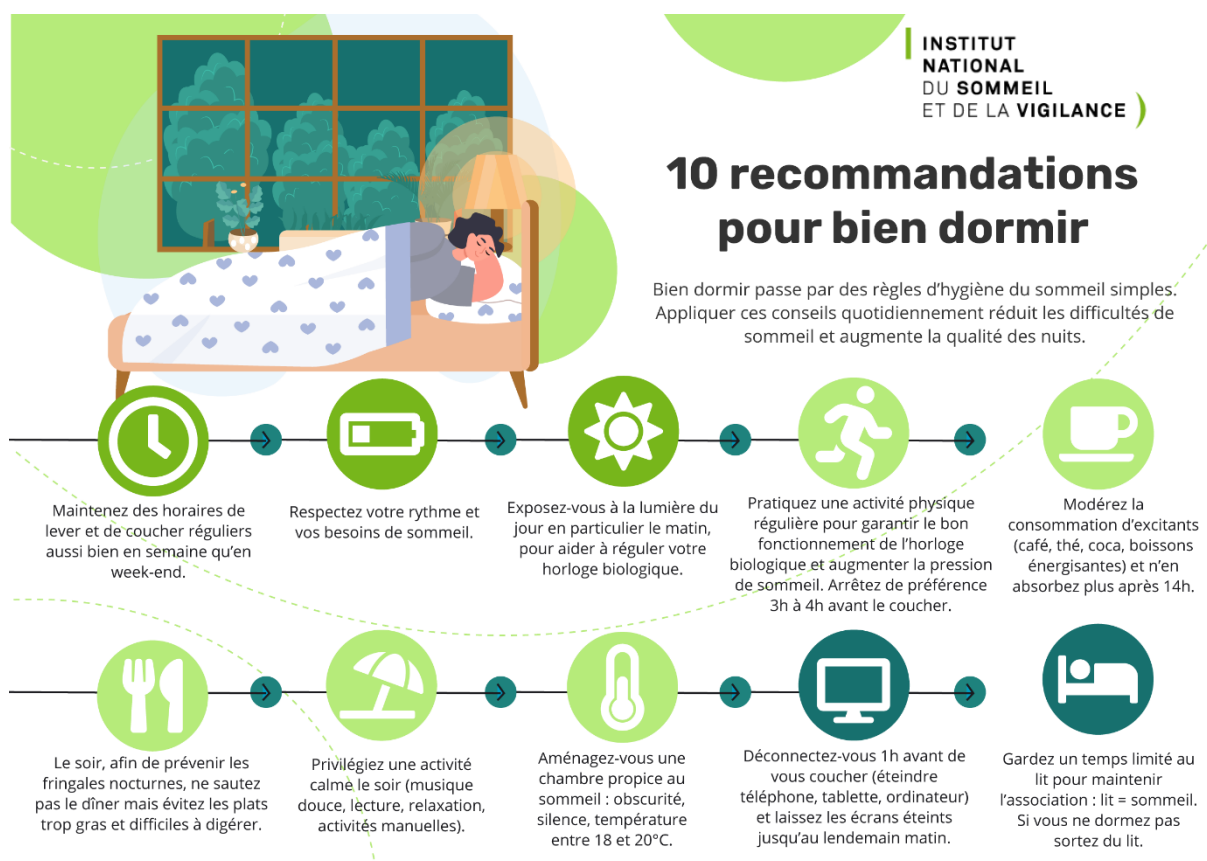 INSTITUT
NATIONAL
DU SOMMEIL
ET DE LA VIGILANCE
10 recommandations
pour bien dormir
Bien dormir passe par des règles d’hygiène du sommeil simples.
Appliquer ces conseils quotidiennement réduit les difficultés de
sommeil et augmente la qualité des nuits.
Maintenez des horaires de
lever et de coucher réguliers
aussi bien en semaine qu’en
week-end.
Respectez votre rythme et
vos besoins de sommeil.
Exposez-vous à la lumière du
jour en particulier le matin,
pour aider à réguler votre
horloge biologique.
Pratiquez une activité physique
régulière pour garantir le bon
fonctionnement de l’horloge
biologique et augmenter la pression
de sommeil. Arrêtez de préférence
3h à 4h avant le coucher.
Modérez la
consommation d’excitants
(café, thé, coca, boissons
énergisantes) et n’en
absorbez plus après 14h.
Le soir, afin de prévenir les
fringales nocturnes, ne sautez
pas le dîner mais évitez les plats
trop gras et difficiles à digérer.
Privilégiez une activité
calme le soir (musique
douce, lecture, relaxation,
activités manuelles).
Aménagez-vous une
chambre propice au
sommeil : obscurité,
silence, température
entre 18 et 20°C.
Déconnectez-vous 1h avant de
vous coucher (éteindre
téléphone, tablette, ordinateur)
et laissez les écrans éteints
jusqu’au lendemain matin.
Gardez un temps limité au
lit pour maintenir
l’association : lit = sommeil.
Si vous ne dormez pas
sortez du lit.